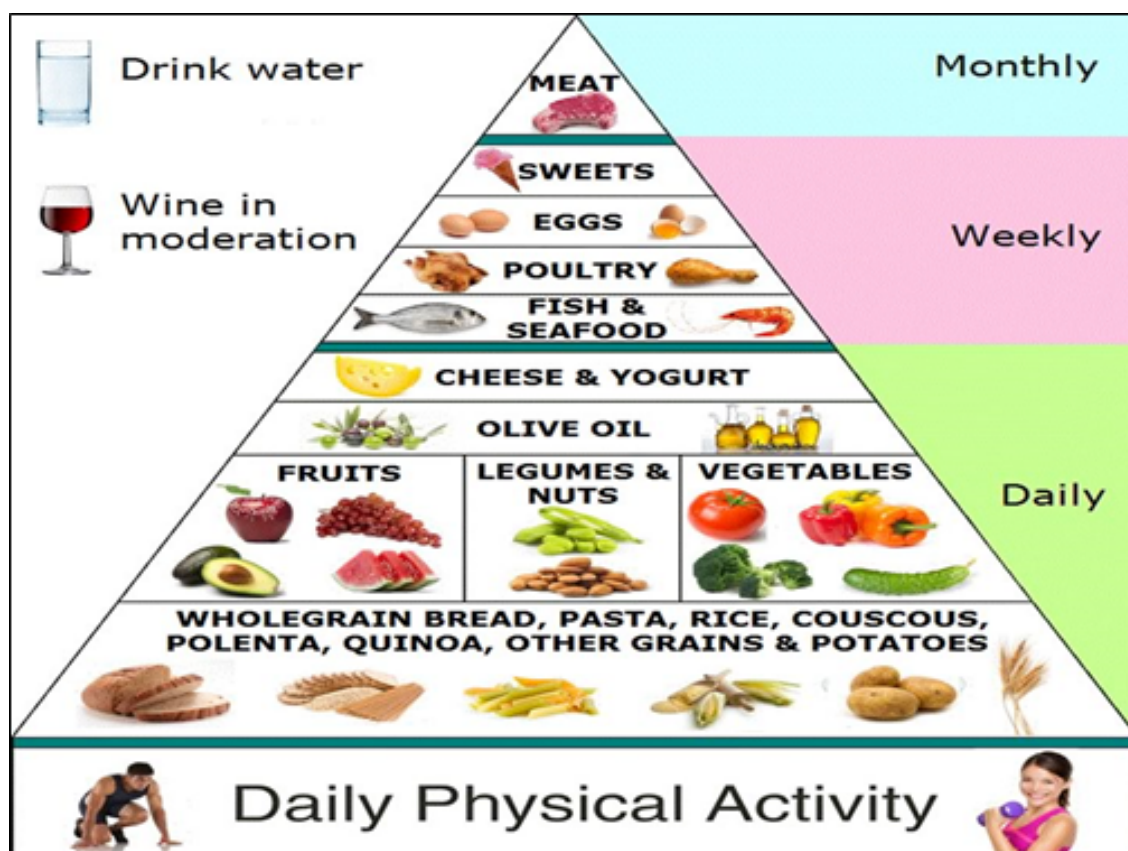 Drink water
Monthly
MEAT
SWEETS
Wine in
moderation
EGGS
Weekly
POULTRY
FISH &
SEAFOOD
CHEESE & YOGURT
OLIVE OIL
FRUITS
LEGUMES &
NUTS
VEGETABLES
Daily
WHOLEGRAIN BREAD, PASTA, RICE, COUSCOUS,
POLENTA, QUINOA, OTHER GRAINS & POTATOES
Daily Physical Activity